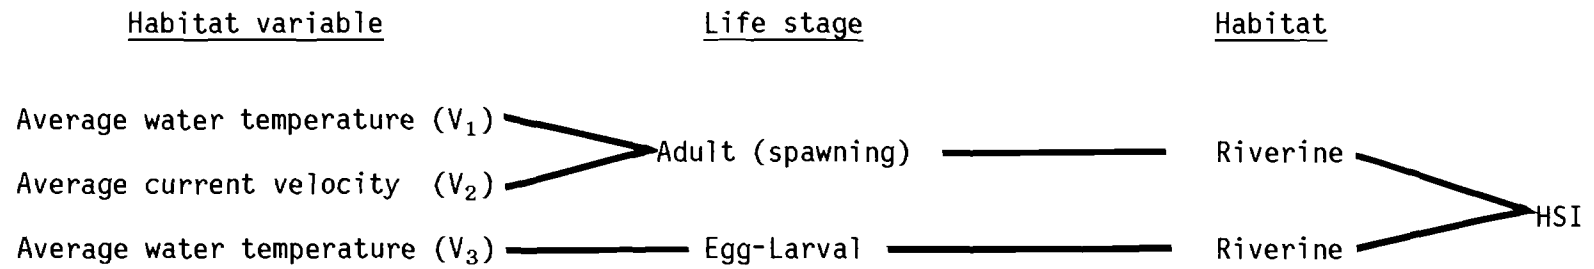 Habitat variable Life stage Habitat
Average water temperature (V₁)
Adult (spawning) Riverine
Average current velocity (V₂)
HSI
Average water temperature (V₃) Egg-Larval Riverine